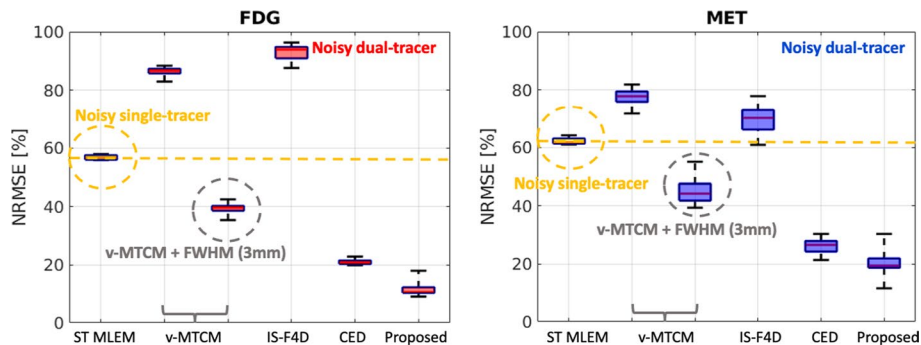 FDG
NRMSE [%]
100
80
60
40
20
0
Noisy dual-tracer
Noisy single-tracer
v-MTCM + FWHM (3mm)
ST MLEM v-MTCM IS-F4D CED Proposed
MET
NRMSE [%]
100
80
60
40
20
0
Noisy dual-tracer
Noisy single-tracer
v-MTCM + FWHM (3mm)
ST MLEM v-MTCM IS-F4D CED Proposed